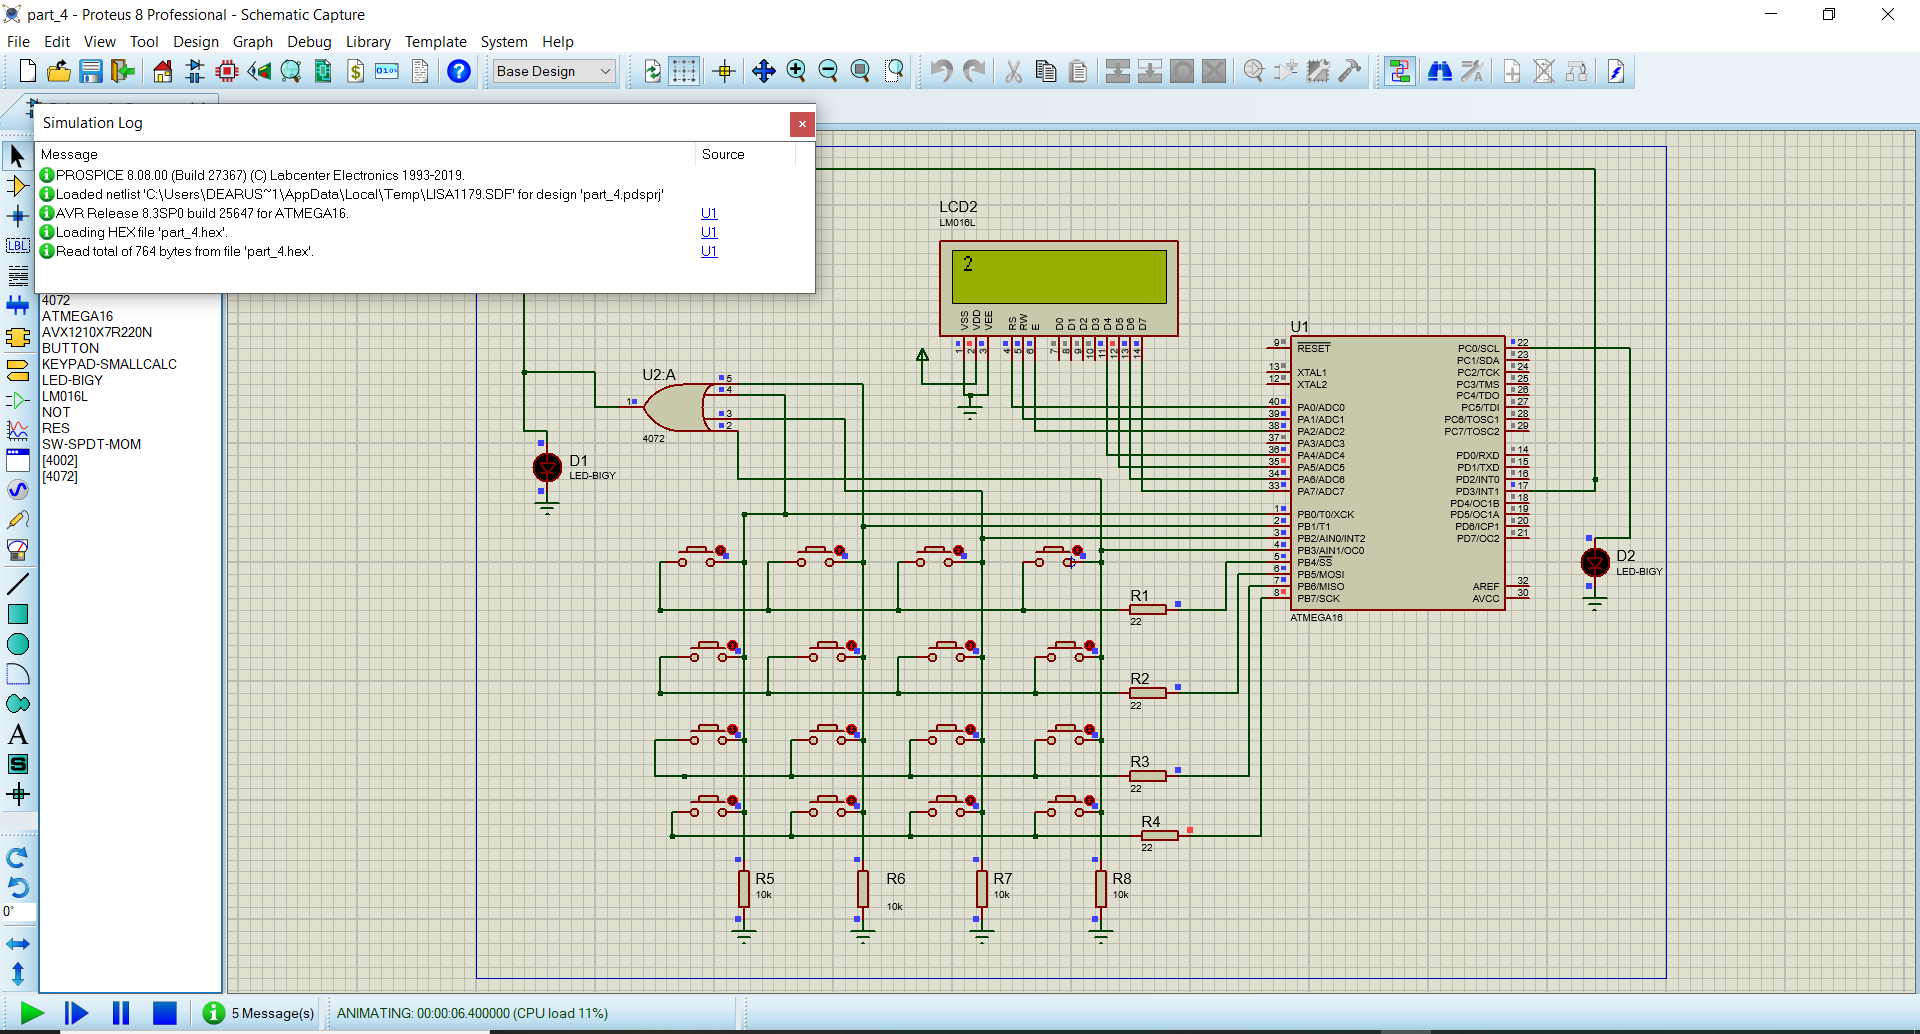 part_4 - Proteus 8 Professional - Schematic Capture
File Edit View Tool Design Graph Debug Library Template System Help
Base Design
Simulation Log
Message Source
PROSPICE 8.08.00 (Build 27367) (C) Labcenter Electronics 1993-2019.
Loaded netlist 'C:\Users\DEARUS~1\AppData\Local\Temp\LISA1179.SDF' for design 'part_4.pdsprj'
AVR Release 8.3SP0 build 25647 for ATMEGA16. U1
Loading HEX file 'part_4.hex'. U1
Read total of 764 bytes from file 'part_4.hex'. U1
LBL
4072
ATMEGA16
AVX1210X7R220N
BUTTON
KEYPAD-SMALLCALC
LED-BIGY
LM016L
NOT
RES
SW-SPDT-MOM
[4002]
[4072]
A
S
0°
LCD2
LM016L
2
VSS VDD VEE RS RW E D0 D1 D2 D3 D4 D5 D6 D7
1 2 3 4 5 6 7 8 9 10 11 12 13 14
U2:A
5
4
1
3
2
4072
D1
LED-BIGY
U1
9 RESET PC0/SCL 22
PC1/SDA 23
13 XTAL1 PC2/TCK 24
12 XTAL2 PC3/TMS 25
PC4/TDO 26
40 PA0/ADC0 PC5/TDI 27
39 PA1/ADC1 PC6/TOSC1 28
38 PA2/ADC2 PC7/TOSC2 29
37 PA3/ADC3
36 PA4/ADC4 PD0/RXD 14
35 PA5/ADC5 PD1/TXD 15
34 PA6/ADC6 PD2/INT0 16
33 PA7/ADC7 PD3/INT1 17
PD4/OC1B 18
1 PB0/T0/XCK PD5/OC1A 19
2 PB1/T1 PD6/ICP1 20
3 PB2/AIN0/INT2 PD7/OC2 21
4 PB3/AIN1/OC0
5 PB4/SS
6 PB5/MOSI
7 PB6/MISO AREF 32
8 PB7/SCK AVCC 30
ATMEGA16
D2
LED-BIGY
R1
22
R2
22
R3
22
R4
22
R5
10k
R6
10k
R7
10k
R8
10k
5 Message(s) ANIMATING: 00:00:06.400000 (CPU load 11%)